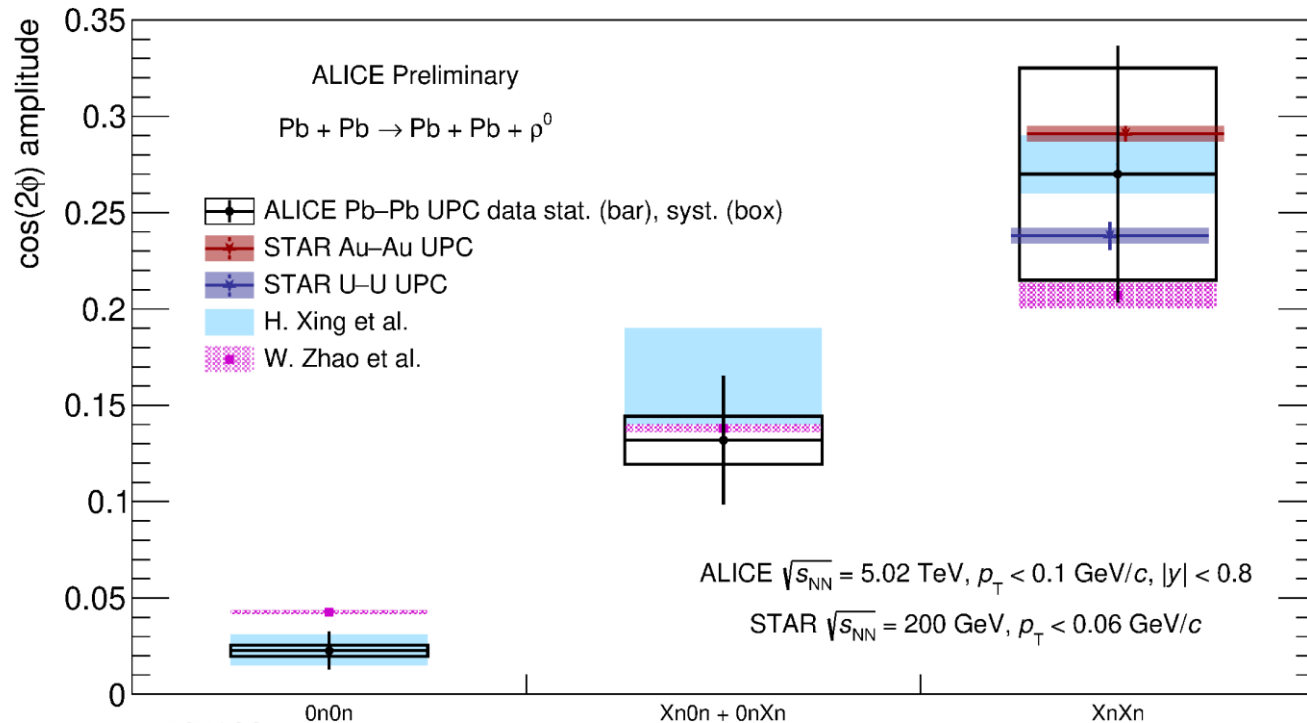 cos(2ϕ) amplitude
0.35
0.3
0.25
0.2
0.15
0.1
0.05
0
ALICE Preliminary
Pb + Pb → Pb + Pb + ρ⁰
ALICE Pb–Pb UPC data stat. (bar), syst. (box)
STAR Au–Au UPC
STAR U–U UPC
H. Xing et al.
W. Zhao et al.
ALICE √sNN = 5.02 TeV, pT < 0.1 GeV/c, |y| < 0.8
STAR √sNN = 200 GeV, pT < 0.06 GeV/c
0n0n
Xn0n + 0nXn
XnXn